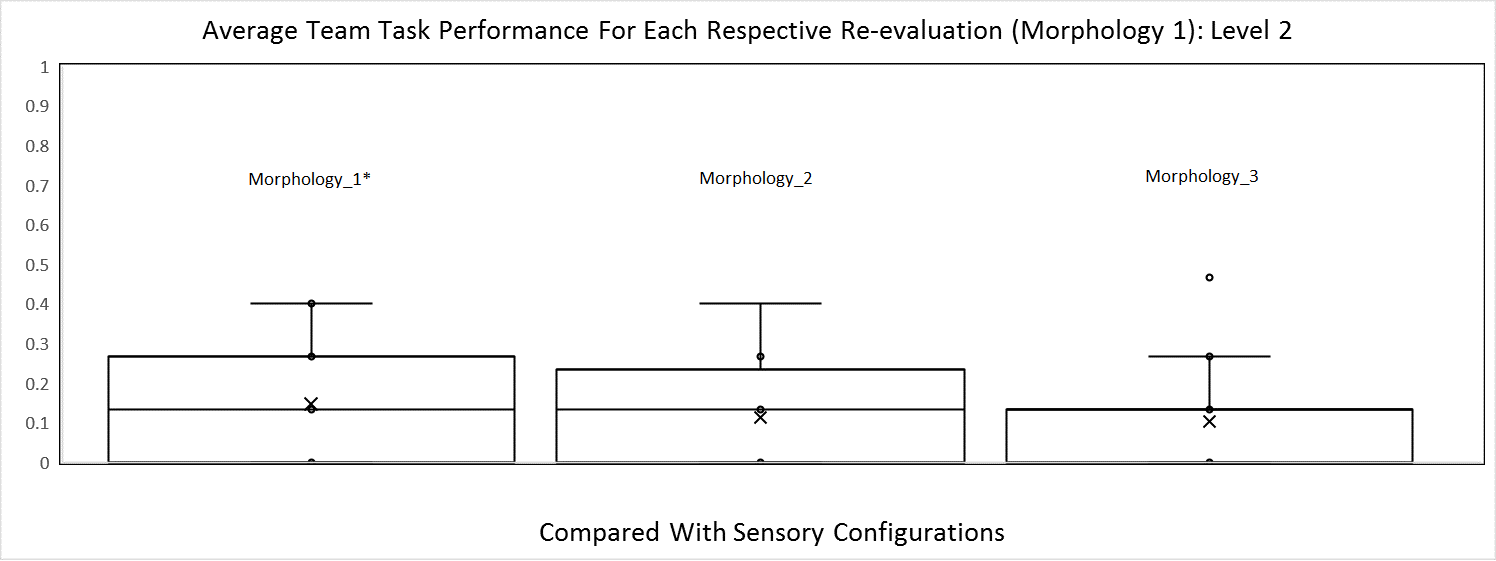 Average Team Task Performance For Each Respective Re-evaluation (Morphology 1): Level 2
1
0.9
0.8
0.7
0.6
0.5
0.4
0.3
0.2
0.1
0
Morphology_1*
Morphology_2
Morphology_3
Compared With Sensory Configurations